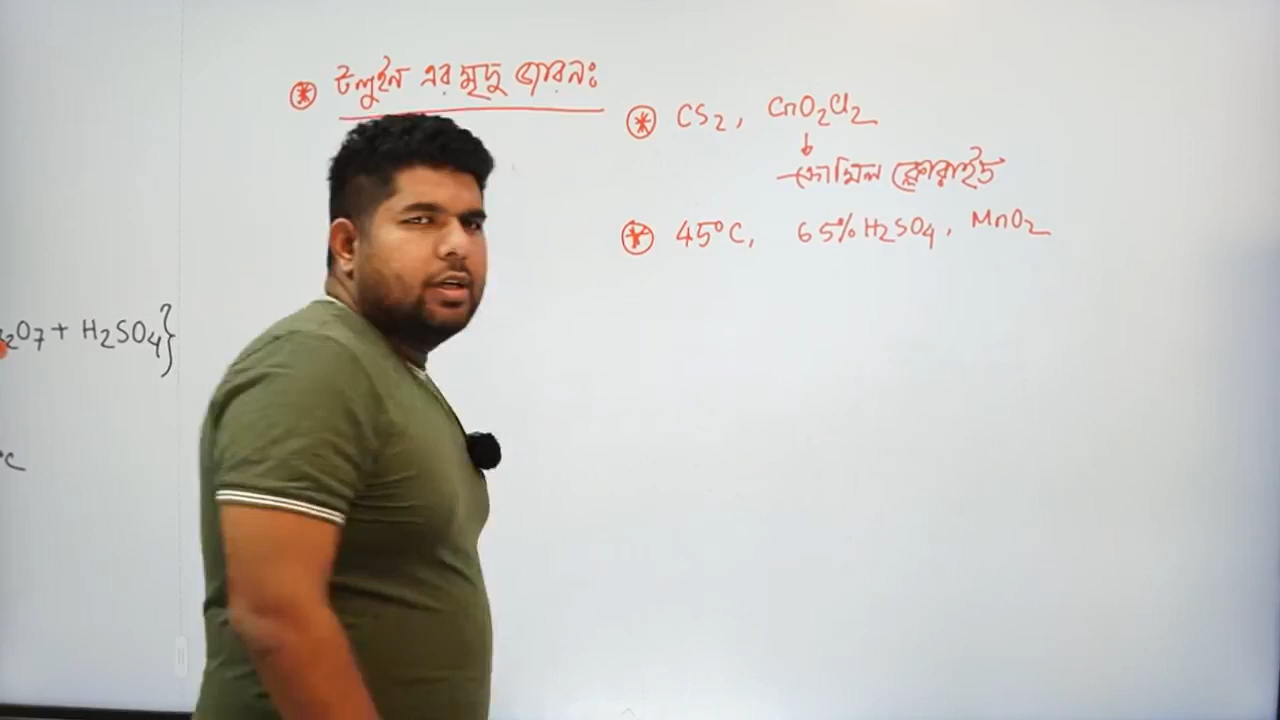 টলুইন এর মৃদু জারনঃ
CS2, CrO2Cl2
↓
ক্রোমিল ক্লোরাইড
45°C, 65% H2SO4, MnO2
2O7 + H2SO4}
°C